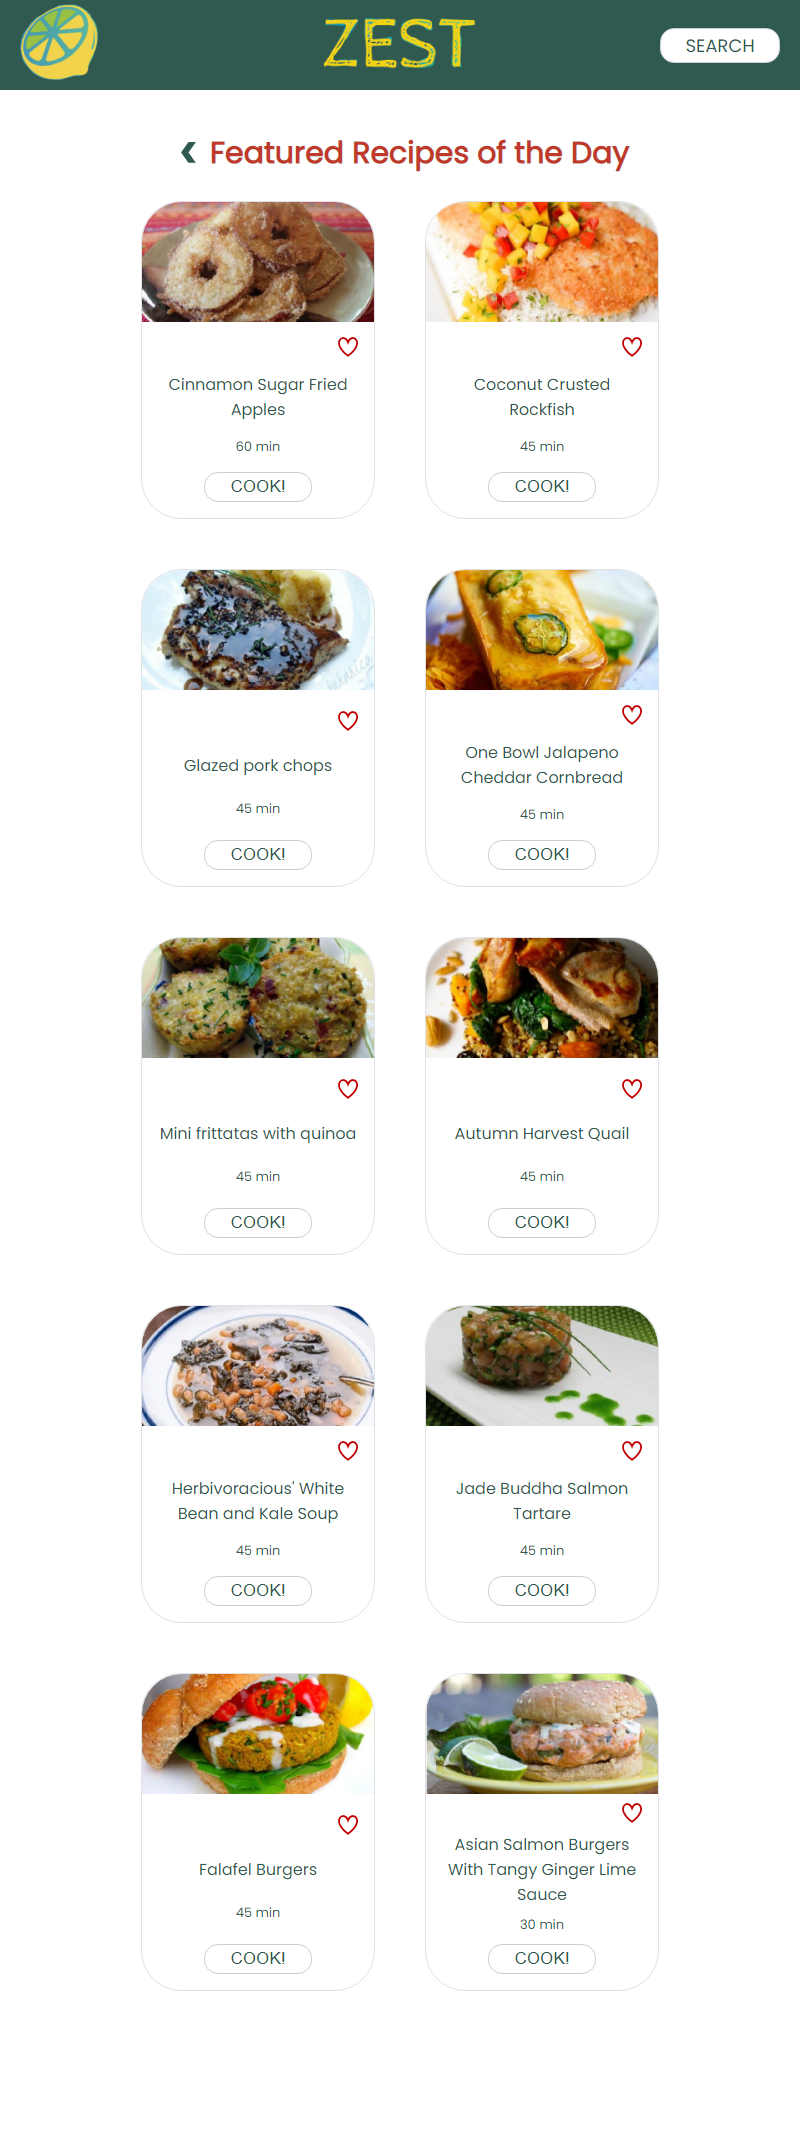 ZEST
SEARCH
Featured Recipes of the Day
Cinnamon Sugar Fried
Apples
60 min
COOK!
Coconut Crusted
Rockfish
45 min
COOK!
Glazed pork chops
45 min
COOK!
One Bowl Jalapeno
Cheddar Cornbread
45 min
COOK!
Mini frittatas with quinoa
45 min
COOK!
Autumn Harvest Quail
45 min
COOK!
Herbivoracious' White
Bean and Kale Soup
45 min
COOK!
Jade Buddha Salmon
Tartare
45 min
COOK!
Falafel Burgers
45 min
COOK!
Asian Salmon Burgers
With Tangy Ginger Lime
Sauce
30 min
COOK!